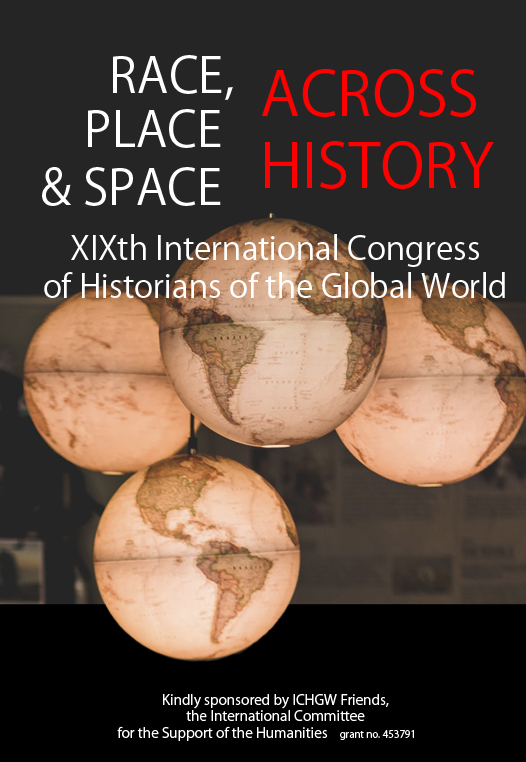 RACE,
PLACE
& SPACE
ACROSS
HISTORY
XIXth International Congress
of Historians of the Global World
BRASIL
Kindly sponsored by ICHGW Friends,
the International Committee
for the Support of the Humanities grant no. 453791